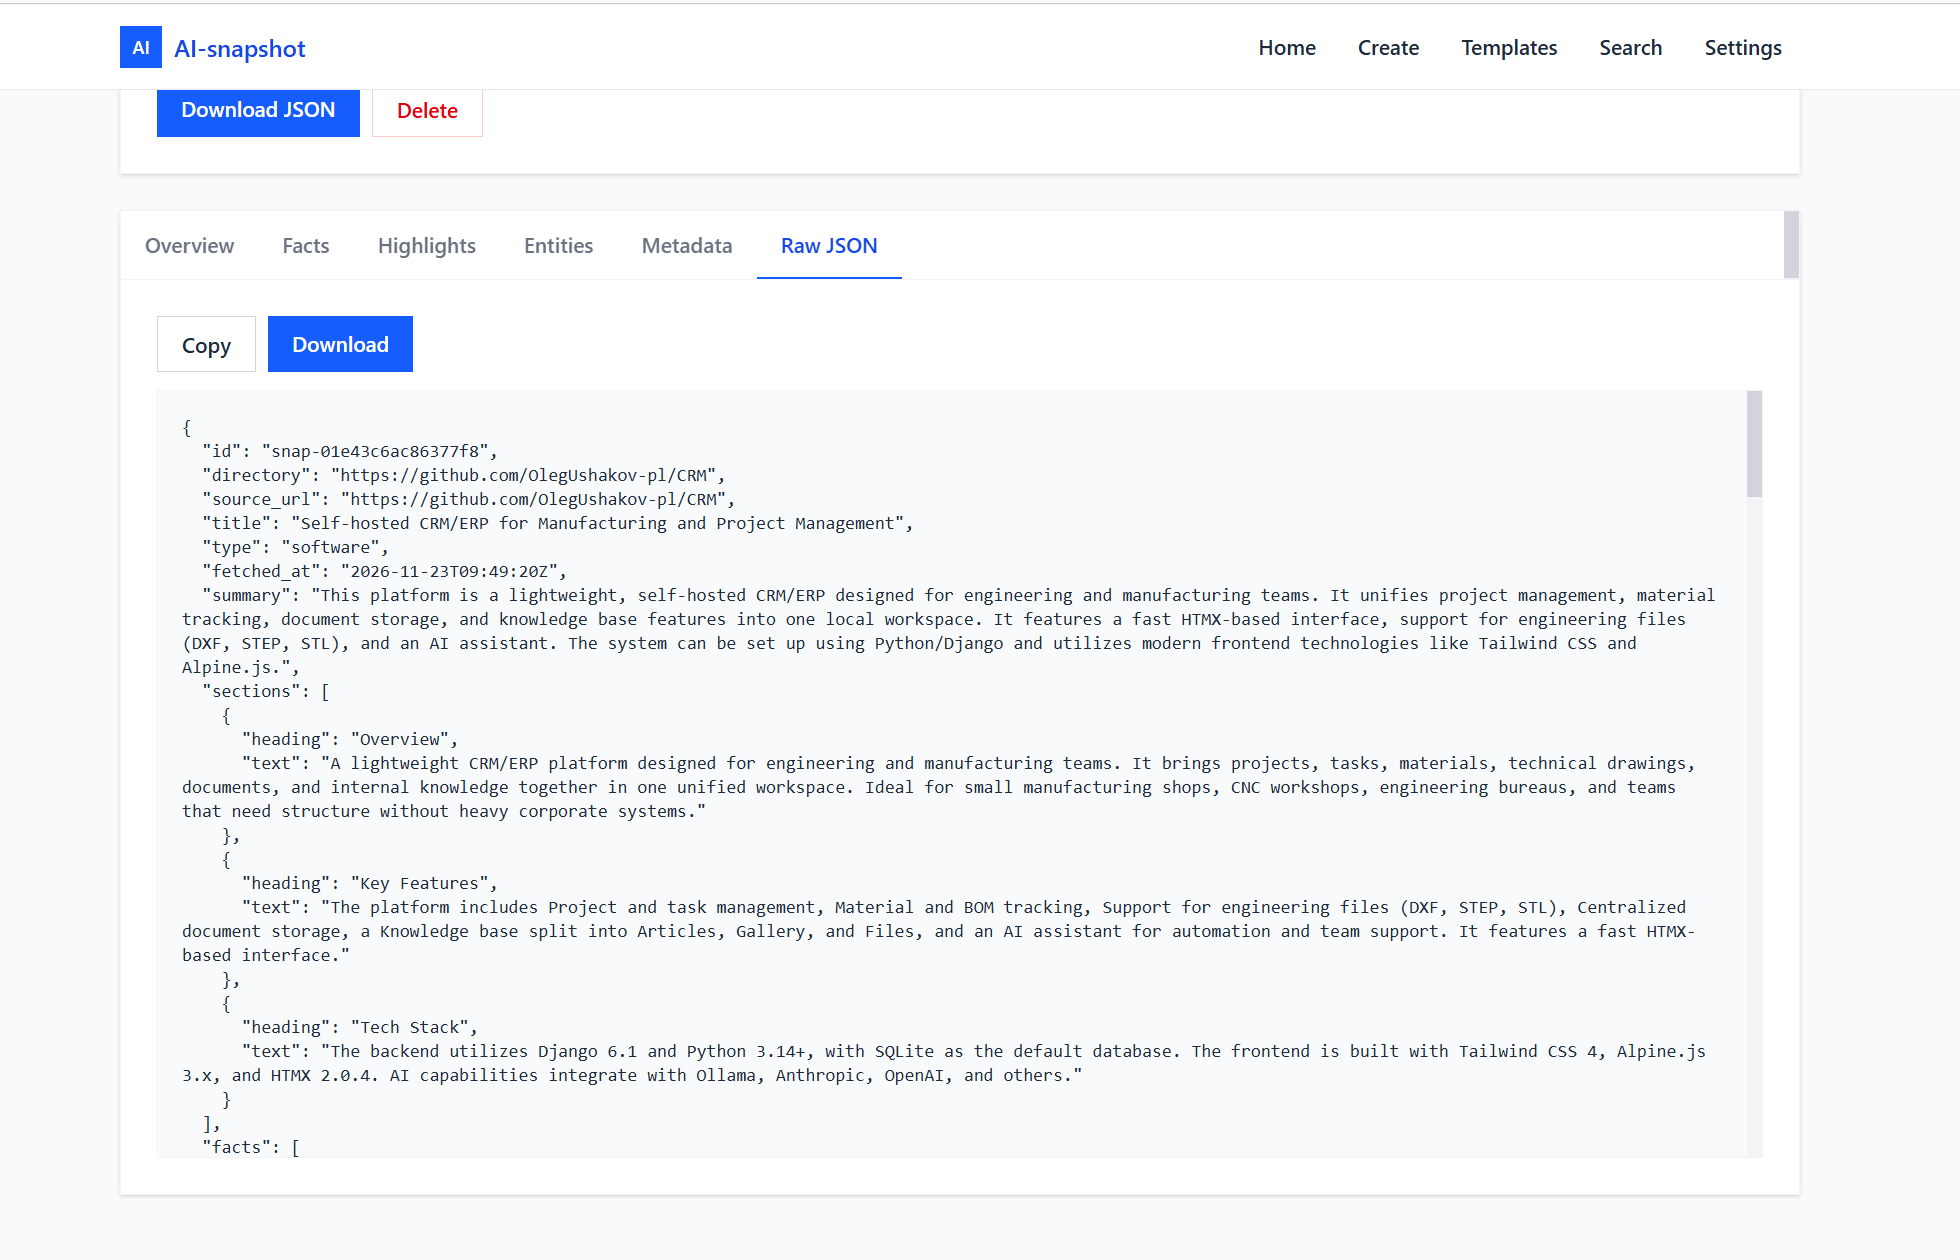 AI AI-snapshot Home Create Templates Search Settings
Download JSON Delete
Overview Facts Highlights Entities Metadata Raw JSON
Copy Download
{
"id": "snap-01e43c6ac86377f8",
"directory": "https://github.com/OlegUshakov-pl/CRM",
"source_url": "https://github.com/OlegUshakov-pl/CRM",
"title": "Self-hosted CRM/ERP for Manufacturing and Project Management",
"type": "software",
"fetched_at": "2026-11-23T09:49:20Z",
"summary": "This platform is a lightweight, self-hosted CRM/ERP designed for engineering and manufacturing teams. It unifies project management, material
tracking, document storage, and knowledge base features into one local workspace. It features a fast HTMX-based interface, support for engineering files
(DXF, STEP, STL), and an AI assistant. The system can be set up using Python/Django and utilizes modern frontend technologies like Tailwind CSS and
Alpine.js.",
"sections": [
{
"heading": "Overview",
"text": "A lightweight CRM/ERP platform designed for engineering and manufacturing teams. It brings projects, tasks, materials, technical drawings,
documents, and internal knowledge together in one unified workspace. Ideal for small manufacturing shops, CNC workshops, engineering bureaus, and teams
that need structure without heavy corporate systems."
},
{
"heading": "Key Features",
"text": "The platform includes Project and task management, Material and BOM tracking, Support for engineering files (DXF, STEP, STL), Centralized
document storage, a Knowledge base split into Articles, Gallery, and Files, and an AI assistant for automation and team support. It features a fast HTMX-
based interface."
},
{
"heading": "Tech Stack",
"text": "The backend utilizes Django 6.1 and Python 3.14+, with SQLite as the default database. The frontend is built with Tailwind CSS 4, Alpine.js
3.x, and HTMX 2.0.4. AI capabilities integrate with Ollama, Anthropic, OpenAI, and others."
}
],
"facts": [